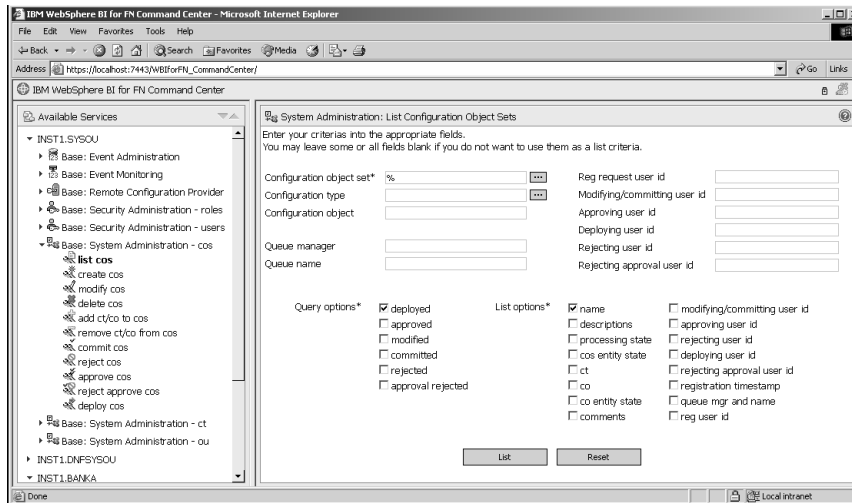 IBM WebSphere BI for FN Command Center - Microsoft Internet Explorer
File Edit View Favorites Tools Help
Back Search Favorites Media
Address https://localhost:7443/WBIforFN_CommandCenter/ Go Links
IBM WebSphere BI for FN Command Center
Available Services
INST1.SYSOU
Base: Event Administration
Base: Event Monitoring
Base: Remote Configuration Provider
Base: Security Administration - roles
Base: Security Administration - users
Base: System Administration - cos
list cos
create cos
modify cos
delete cos
add ct/co to cos
remove ct/co from cos
commit cos
reject cos
approve cos
reject approve cos
deploy cos
Base: System Administration - ct
Base: System Administration - ou
INST1.DNFSYSOU
INST1.BANKA
System Administration: List Configuration Object Sets
Enter your criterias into the appropriate fields.
You may leave some or all fields blank if you do not want to use them as a list criteria.
Configuration object set* % ...
Configuration type ...
Configuration object
Queue manager
Queue name
Reg request user id
Modifying/committing user id
Approving user id
Deploying user id
Rejecting user id
Rejecting approval user id
Query options* deployed
approved
modified
committed
rejected
approval rejected
List options* name
descriptions
processing state
cos entity state
ct
co
co entity state
comments
modifying/committing user id
approving user id
rejecting user id
deploying user id
rejecting approval user id
registration timestamp
queue mgr and name
reg user id
List Reset
Done Local intranet